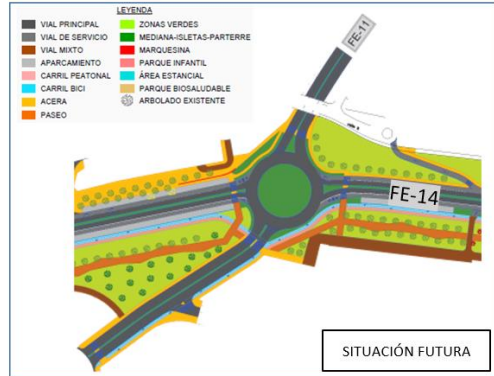 LEYENDA
VIAL PRINCIPAL
VIAL DE SERVICIO
VIAL MIXTO
APARCAMIENTO
CARRIL PEATONAL
CARRIL BICI
ACERA
PASEO
ZONAS VERDES
MEDIANA-ISLETAS-PARTERRE
MARQUESINA
PARQUE INFANTIL
ÁREA ESTANCIAL
PARQUE BIOSALUDABLE
ARBOLADO EXISTENTE
FE-11
FE-14
SITUACIÓN FUTURA